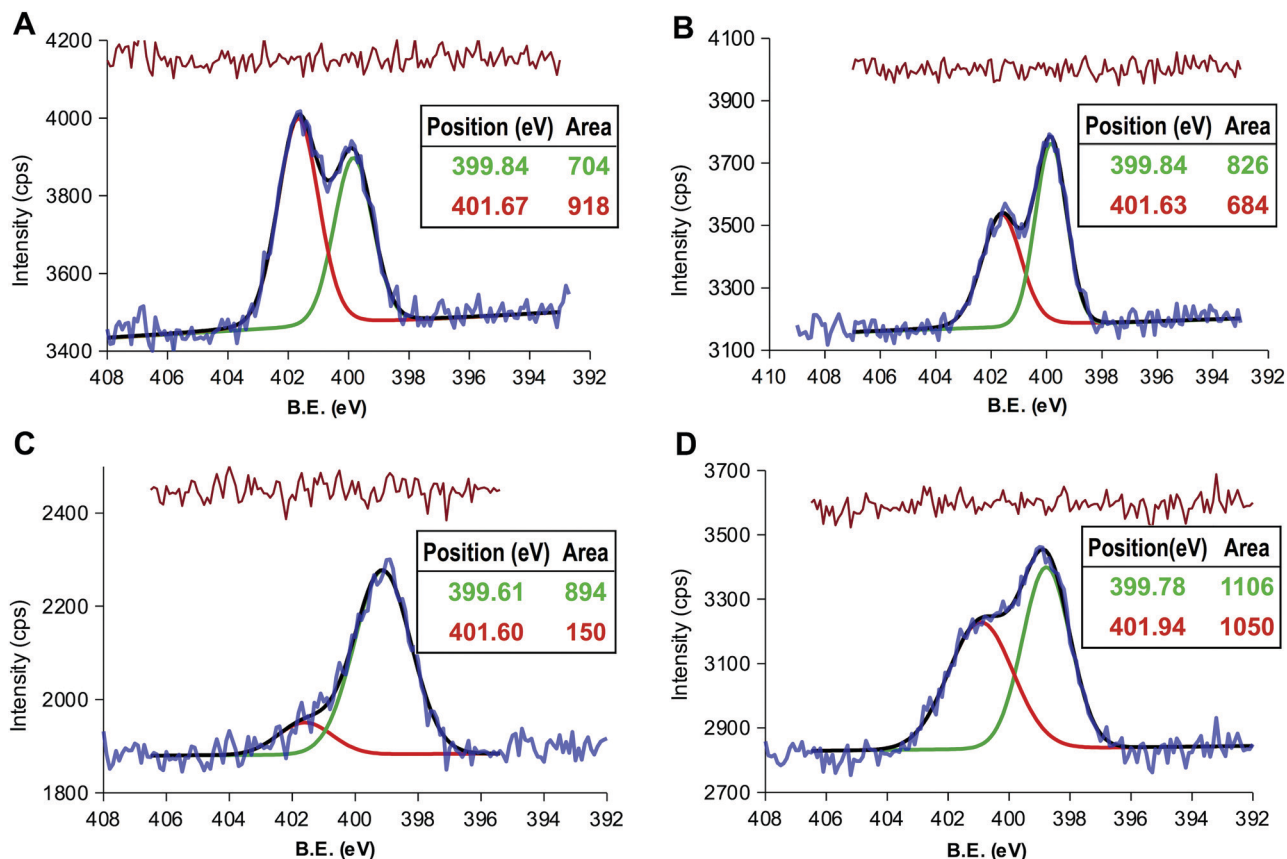 A
4200
4000
3800
3600
3400
Intensity (cps)
Position (eV) Area
399.84 704
401.67 918
408 406 404 402 400 398 396 394 392
B.E. (eV)
B
4100
3900
3700
3500
3300
3100
Intensity (cps)
Position (eV) Area
399.84 826
401.63 684
410 408 406 404 402 400 398 396 394 392
B.E. (eV)
C
2400
2200
2000
1800
Intensity (cps)
Position (eV) Area
399.61 894
401.60 150
408 406 404 402 400 398 396 394 392
B.E. (eV)
D
3700
3500
3300
3100
2900
2700
Intensity (cps)
Position(eV) Area
399.78 1106
401.94 1050
408 406 404 402 400 398 396 394 392
B.E. (eV)